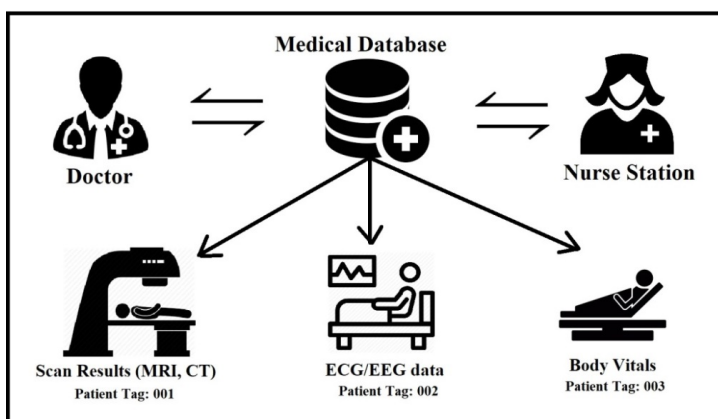 Medical Database
Doctor
Nurse Station
Scan Results (MRI, CT)
Patient Tag: 001
ECG/EEG data
Patient Tag: 002
Body Vitals
Patient Tag: 003